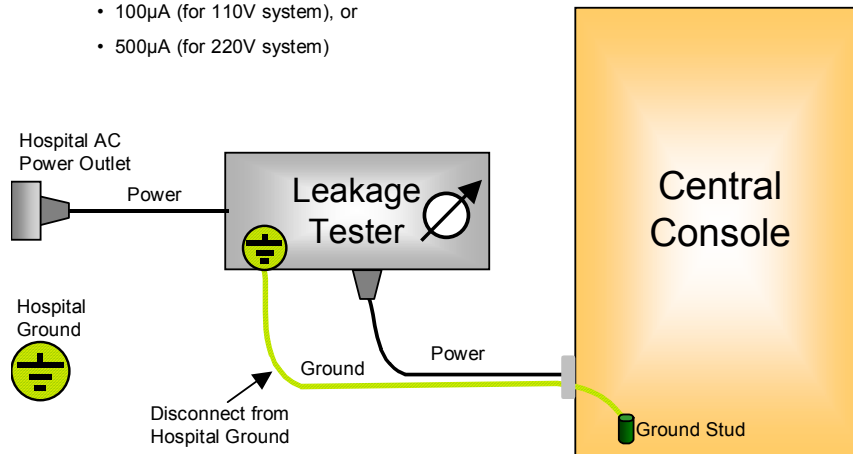 • 100µA (for 110V system), or
• 500µA (for 220V system)
Hospital AC
Power Outlet
Power
Leakage
Tester
Central
Console
Hospital
Ground
Ground
Power
Disconnect from
Hospital Ground
Ground Stud